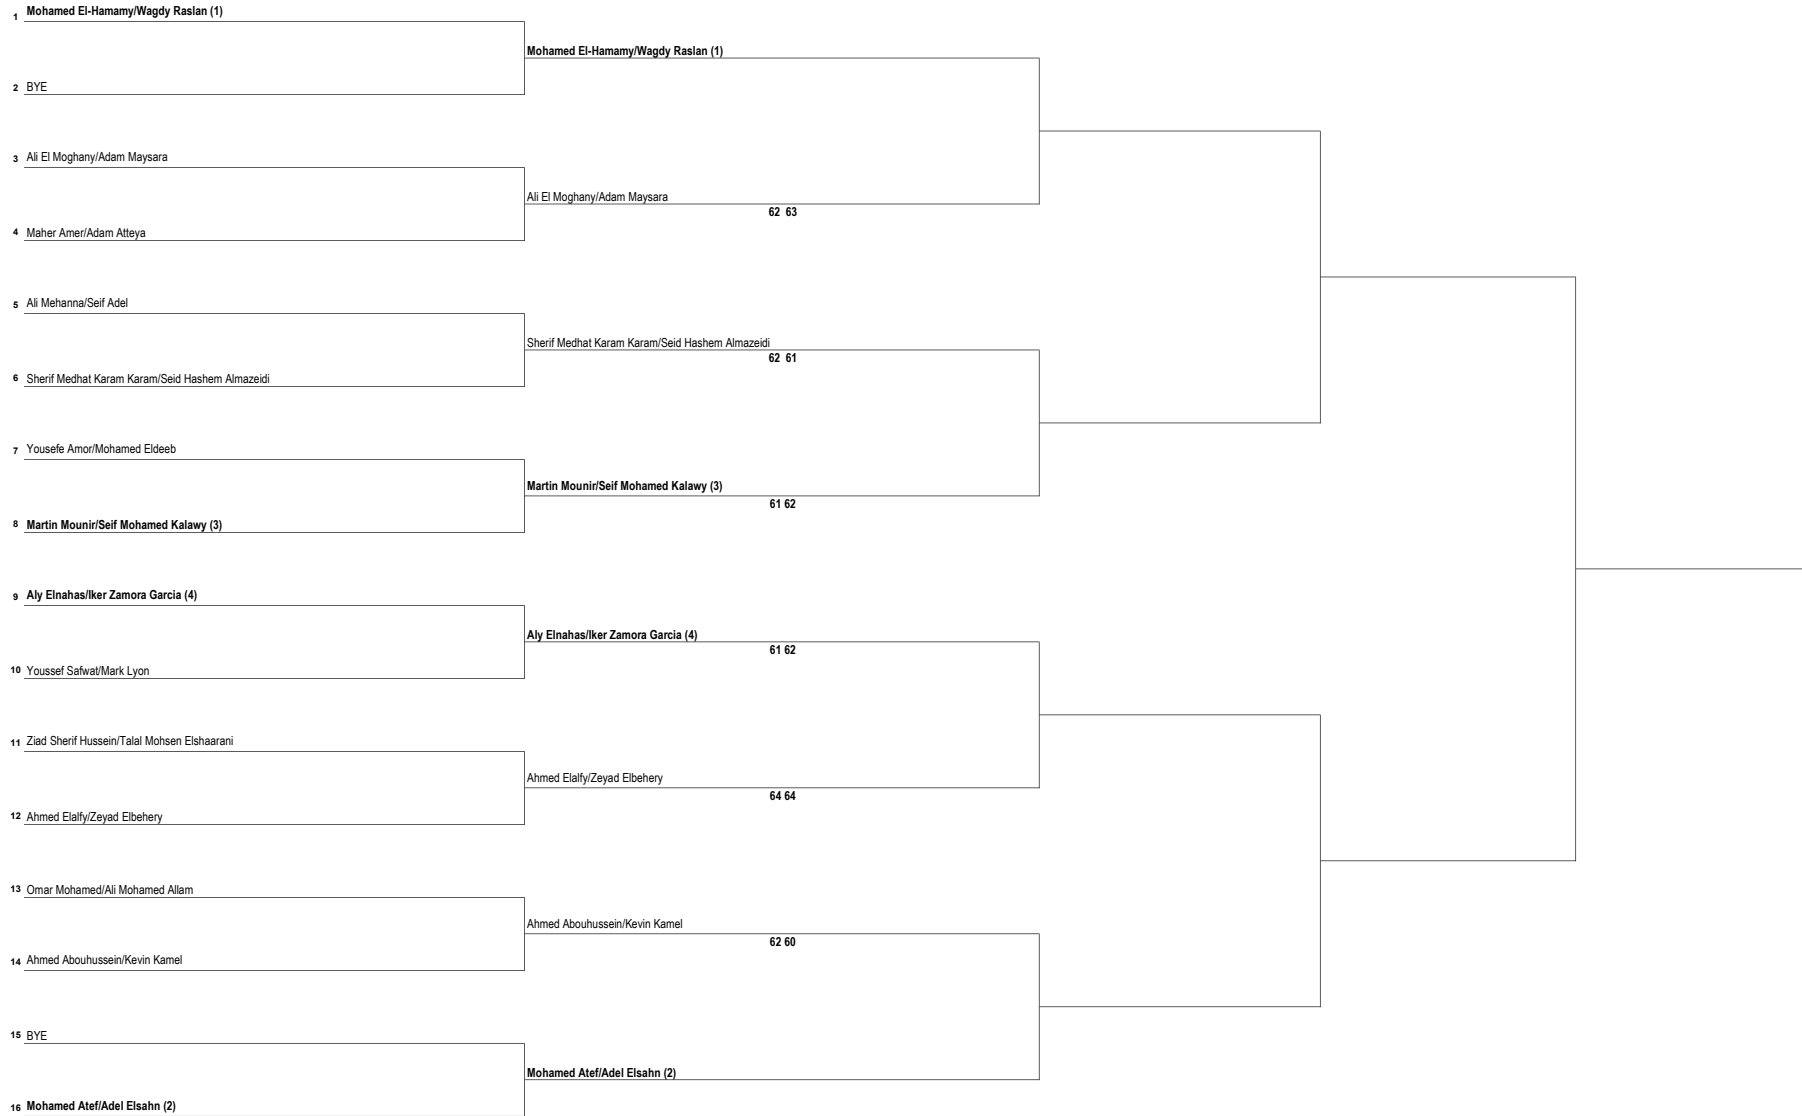 1 Mohamed El-Hamamy/Wagdy Raslan (1)
Mohamed El-Hamamy/Wagdy Raslan (1)
2 BYE
3 Ali El Moghany/Adam Maysara
Ali El Moghany/Adam Maysara
62 63
4 Maher Amer/Adam Atteya
5 Ali Mehanna/Seif Adel
Sherif Medhat Karam Karam/Seid Hashem Almazeidi
62 61
6 Sherif Medhat Karam Karam/Seid Hashem Almazeidi
7 Yousefe Amor/Mohamed Eldeeb
Martin Mounir/Seif Mohamed Kalawy (3)
61 62
8 Martin Mounir/Seif Mohamed Kalawy (3)
9 Aly Elnahas/Iker Zamora Garcia (4)
Aly Elnahas/Iker Zamora Garcia (4)
61 62
10 Youssef Safwat/Mark Lyon
11 Ziad Sherif Hussein/Talal Mohsen Elshaarani
Ahmed Elalfy/Zeyad Elbehery
64 64
12 Ahmed Elalfy/Zeyad Elbehery
13 Omar Mohamed/Ali Mohamed Allam
Ahmed Abouhussein/Kevin Kamel
62 60
14 Ahmed Abouhussein/Kevin Kamel
15 BYE
Mohamed Atef/Adel Elsahn (2)
16 Mohamed Atef/Adel Elsahn (2)